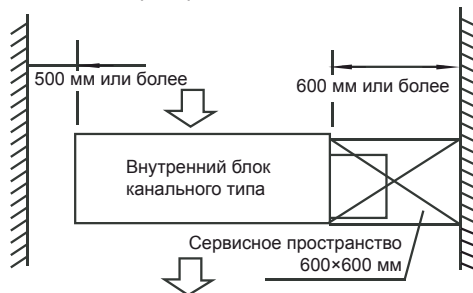 500 мм или более
600 мм или более
Внутренний блок
канального типа
Сервисное пространство
600×600 мм